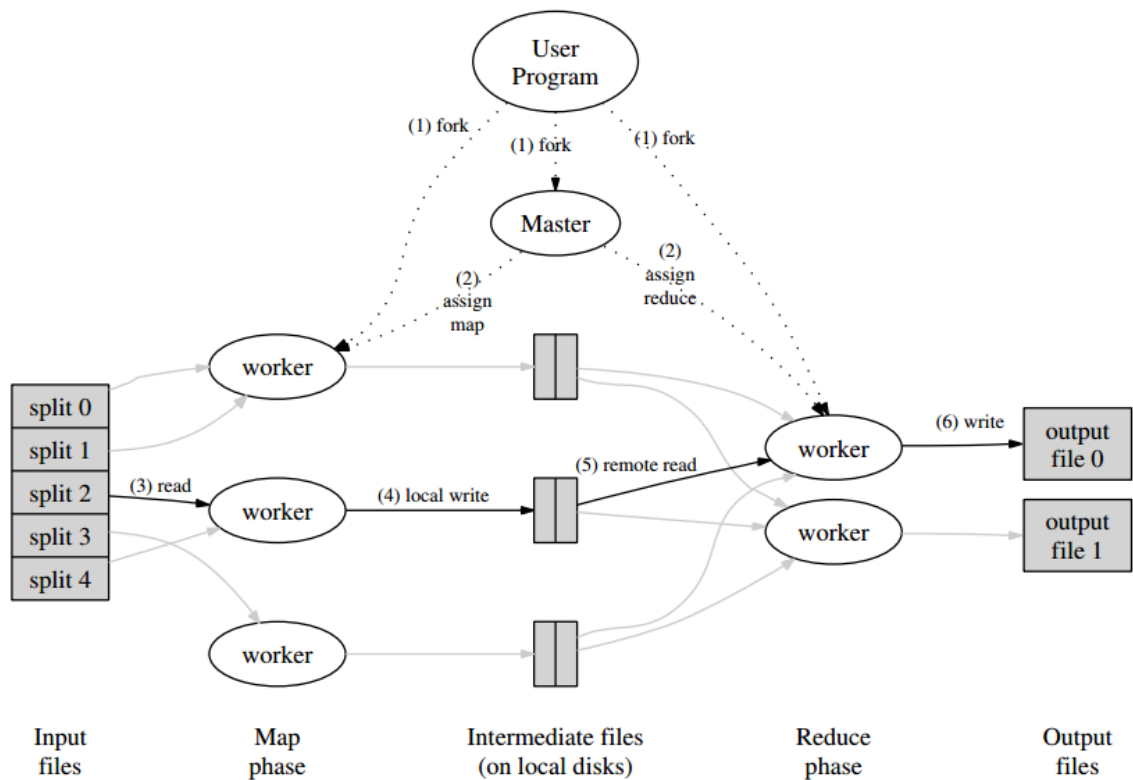 User
Program
(1) fork
(1) fork
(1) fork
Master
(2)
assign
map
(2)
assign
reduce
worker
split 0
split 1
split 2
split 3
split 4
(3) read
worker
(4) local write
(5) remote read
worker
(6) write
output
file 0
worker
output
file 1
worker
Input
files
Map
phase
Intermediate files
(on local disks)
Reduce
phase
Output
files